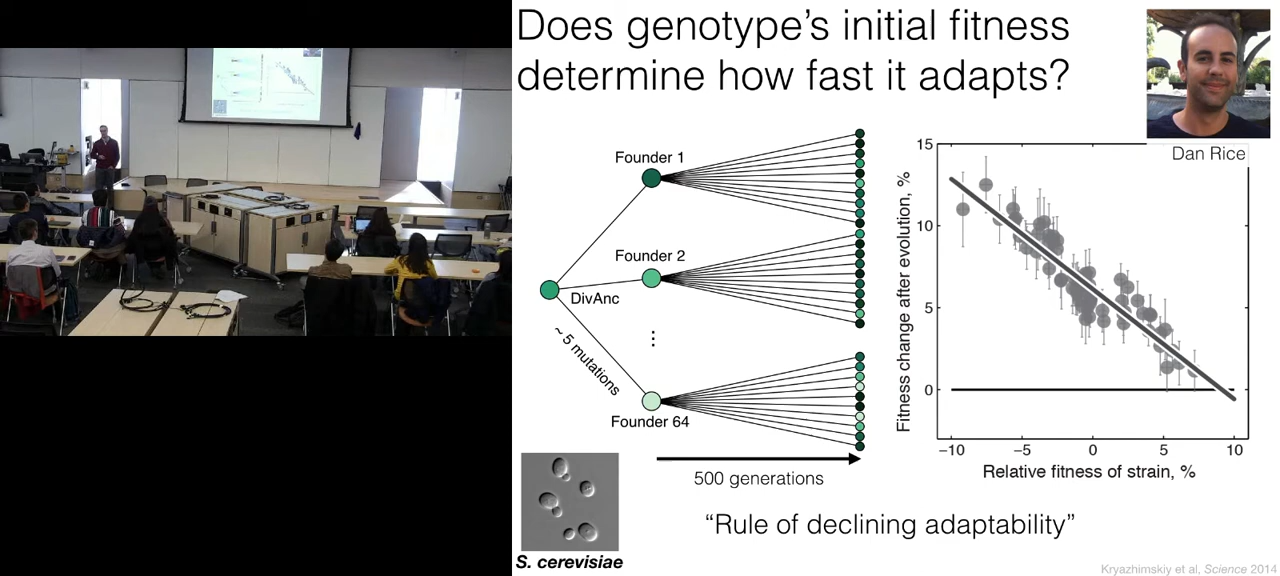 Does genotype's initial fitness
determine how fast it adapts?
Dan Rice
Founder 1
Founder 2
DivAnc
~ 5 mutations
⋮
Founder 64
500 generations
S. cerevisiae
Fitness change after evolution, %
15
10
5
0
−10
−5
0
5
10
Relative fitness of strain, %
“Rule of declining adaptability”
Kryazhimskiy et al, Science 2014